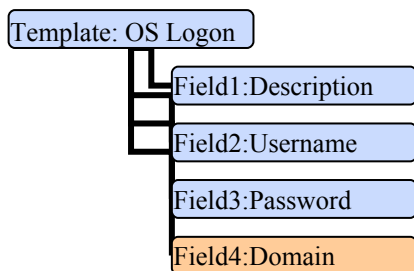 Template: OS Logon
Field1:Description
Field2:Username
Field3:Password
Field4:Domain